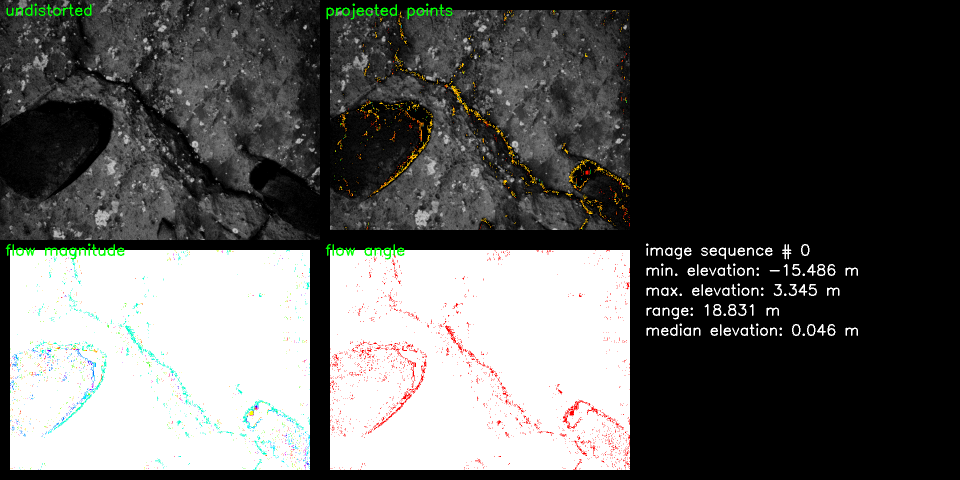 undistorted
projected points
flow magnitude
flow angle
image sequence # 0
min. elevation: -15.486 m
max. elevation: 3.345 m
range: 18.831 m
median elevation: 0.046 m